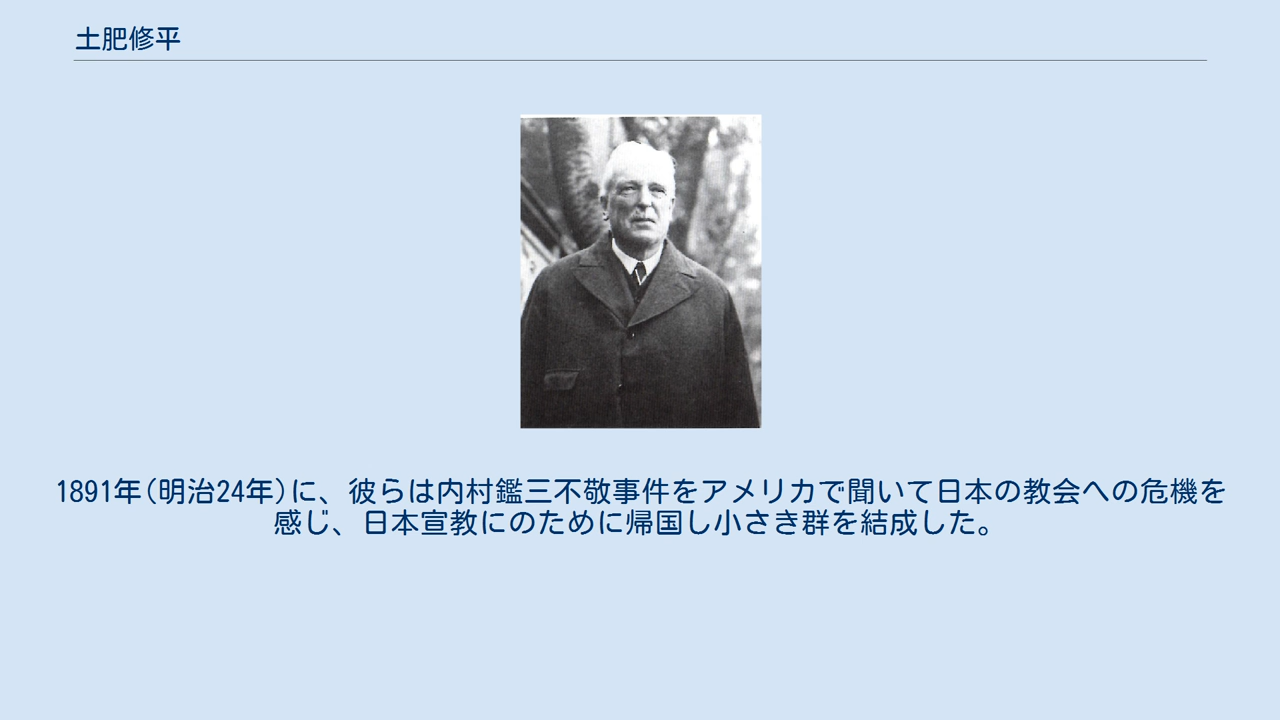 土肥修平
1891年(明治24年)に、彼らは内村鑑三不敬事件をアメリカで聞いて日本の教会への危機を
感じ、日本宣教にのために帰国し小さき群を結成した。